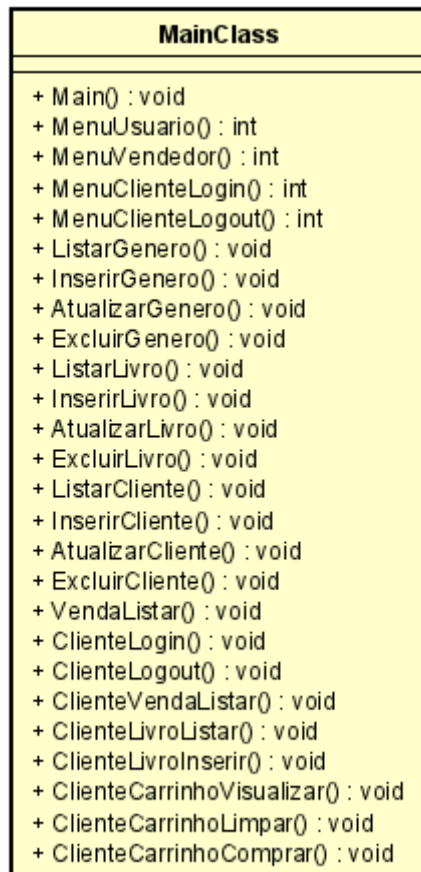 MainClass
+ Main() : void
+ MenuUsuario() : int
+ MenuVendedor() : int
+ MenuClienteLogin() : int
+ MenuClienteLogout() : int
+ ListarGenero() : void
+ InserirGenero() : void
+ AtualizarGenero() : void
+ ExcluirGenero() : void
+ ListarLivro() : void
+ InserirLivro() : void
+ AtualizarLivro() : void
+ ExcluirLivro() : void
+ ListarCliente() : void
+ InserirCliente() : void
+ AtualizarCliente() : void
+ ExcluirCliente() : void
+ VendaListar() : void
+ ClienteLogin() : void
+ ClienteLogout() : void
+ ClienteVendaListar() : void
+ ClienteLivroListar() : void
+ ClienteLivroInserir() : void
+ ClienteCarrinhoVisualizar() : void
+ ClienteCarrinhoLimpar() : void
+ ClienteCarrinhoComprar() : void